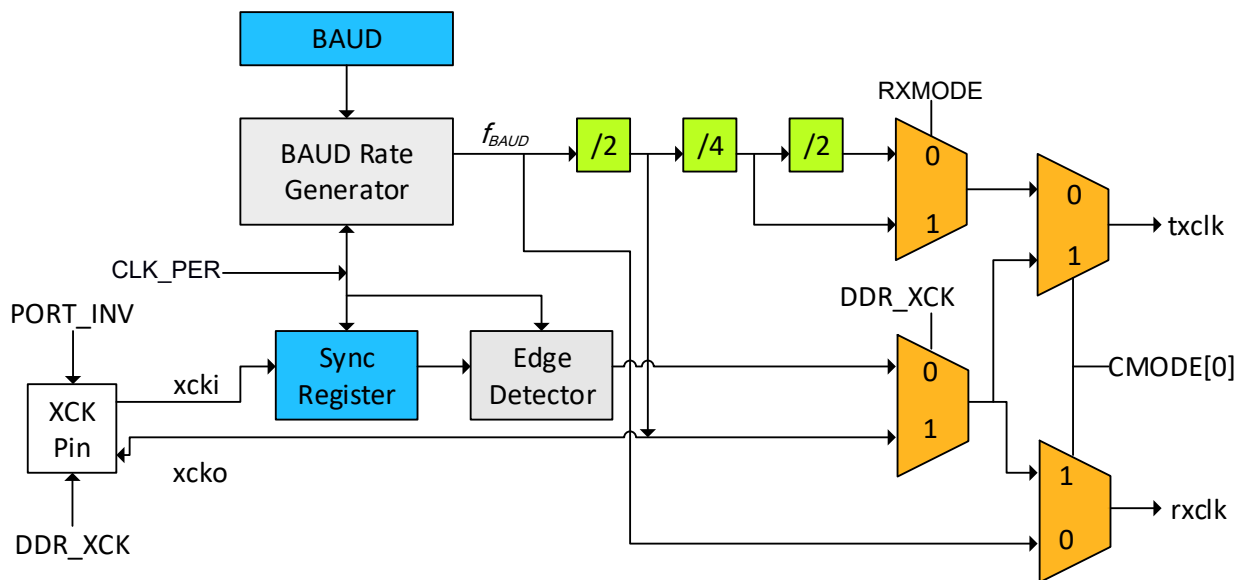 BAUD
RXMODE
f_BAUD
/2
/4
/2
0
1
BAUD Rate
Generator
0
1
txclk
CLK_PER
DDR_XCK
PORT_INV
xcki
Sync
Register
Edge
Detector
0
1
CMODE[0]
XCK
Pin
xcko
1
0
rxclk
DDR_XCK